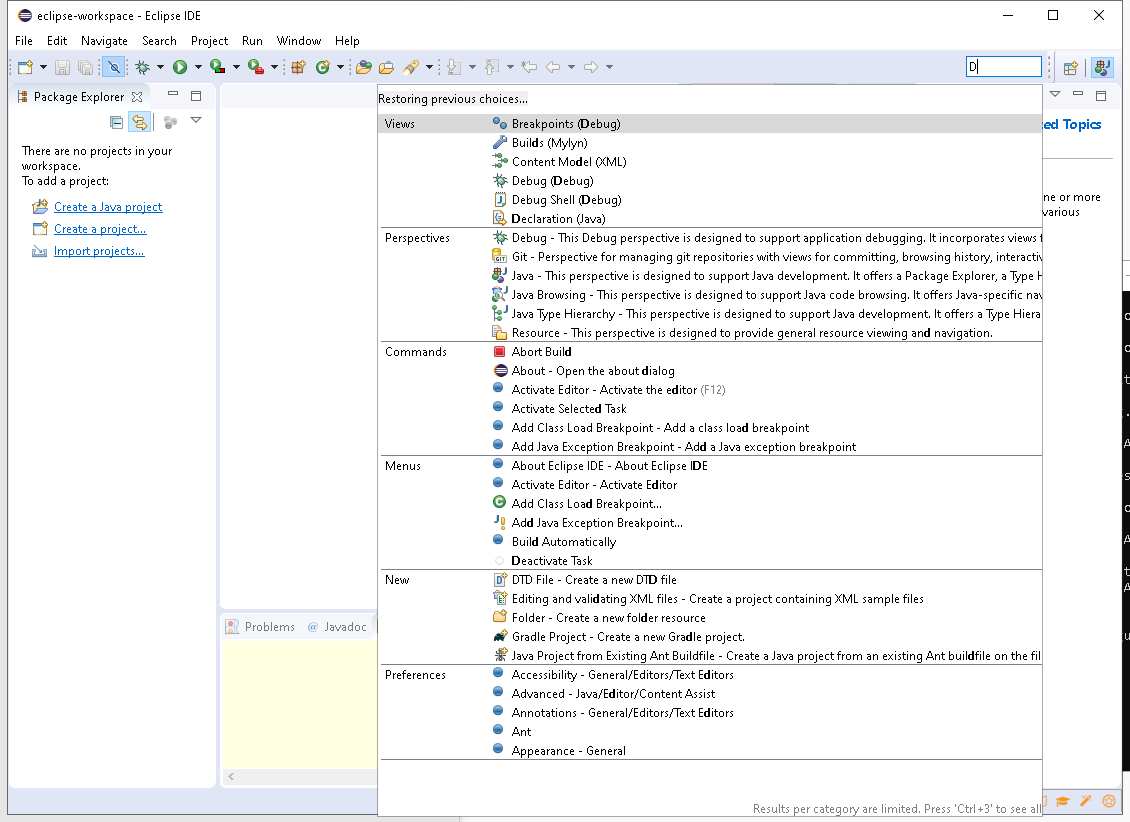 eclipse-workspace - Eclipse IDE
File Edit Navigate Search Project Run Window Help
D
Package Explorer
There are no projects in your
workspace.
To add a project:
Create a Java project
Create a project...
Import projects...
Restoring previous choices...
Views
Breakpoints (Debug)
Builds (Mylyn)
Content Model (XML)
Debug (Debug)
Debug Shell (Debug)
Declaration (Java)
Perspectives
Debug - This Debug perspective is designed to support application debugging. It incorporates views f
Git - Perspective for managing git repositories with views for committing, browsing history, interactiv
Java - This perspective is designed to support Java development. It offers a Package Explorer, a Type H
Java Browsing - This perspective is designed to support Java code browsing. It offers Java-specific nav
Java Type Hierarchy - This perspective is designed to support Java development. It offers a Type Hiera
Resource - This perspective is designed to provide general resource viewing and navigation.
Commands
Abort Build
About - Open the about dialog
Activate Editor - Activate the editor (F12)
Activate Selected Task
Add Class Load Breakpoint - Add a class load breakpoint
Add Java Exception Breakpoint - Add a Java exception breakpoint
Menus
About Eclipse IDE - About Eclipse IDE
Activate Editor - Activate Editor
Add Class Load Breakpoint...
Add Java Exception Breakpoint...
Build Automatically
Deactivate Task
New
DTD File - Create a new DTD file
Editing and validating XML files - Create a project containing XML sample files
Folder - Create a new folder resource
Gradle Project - Create a new Gradle project.
Java Project from Existing Ant Buildfile - Create a Java project from an existing Ant buildfile on the fil
Preferences
Accessibility - General/Editors/Text Editors
Advanced - Java/Editor/Content Assist
Annotations - General/Editors/Text Editors
Ant
Appearance - General
Results per category are limited. Press 'Ctrl+3' to see all
ed Topics
ne or more
various
Problems @ Javadoc